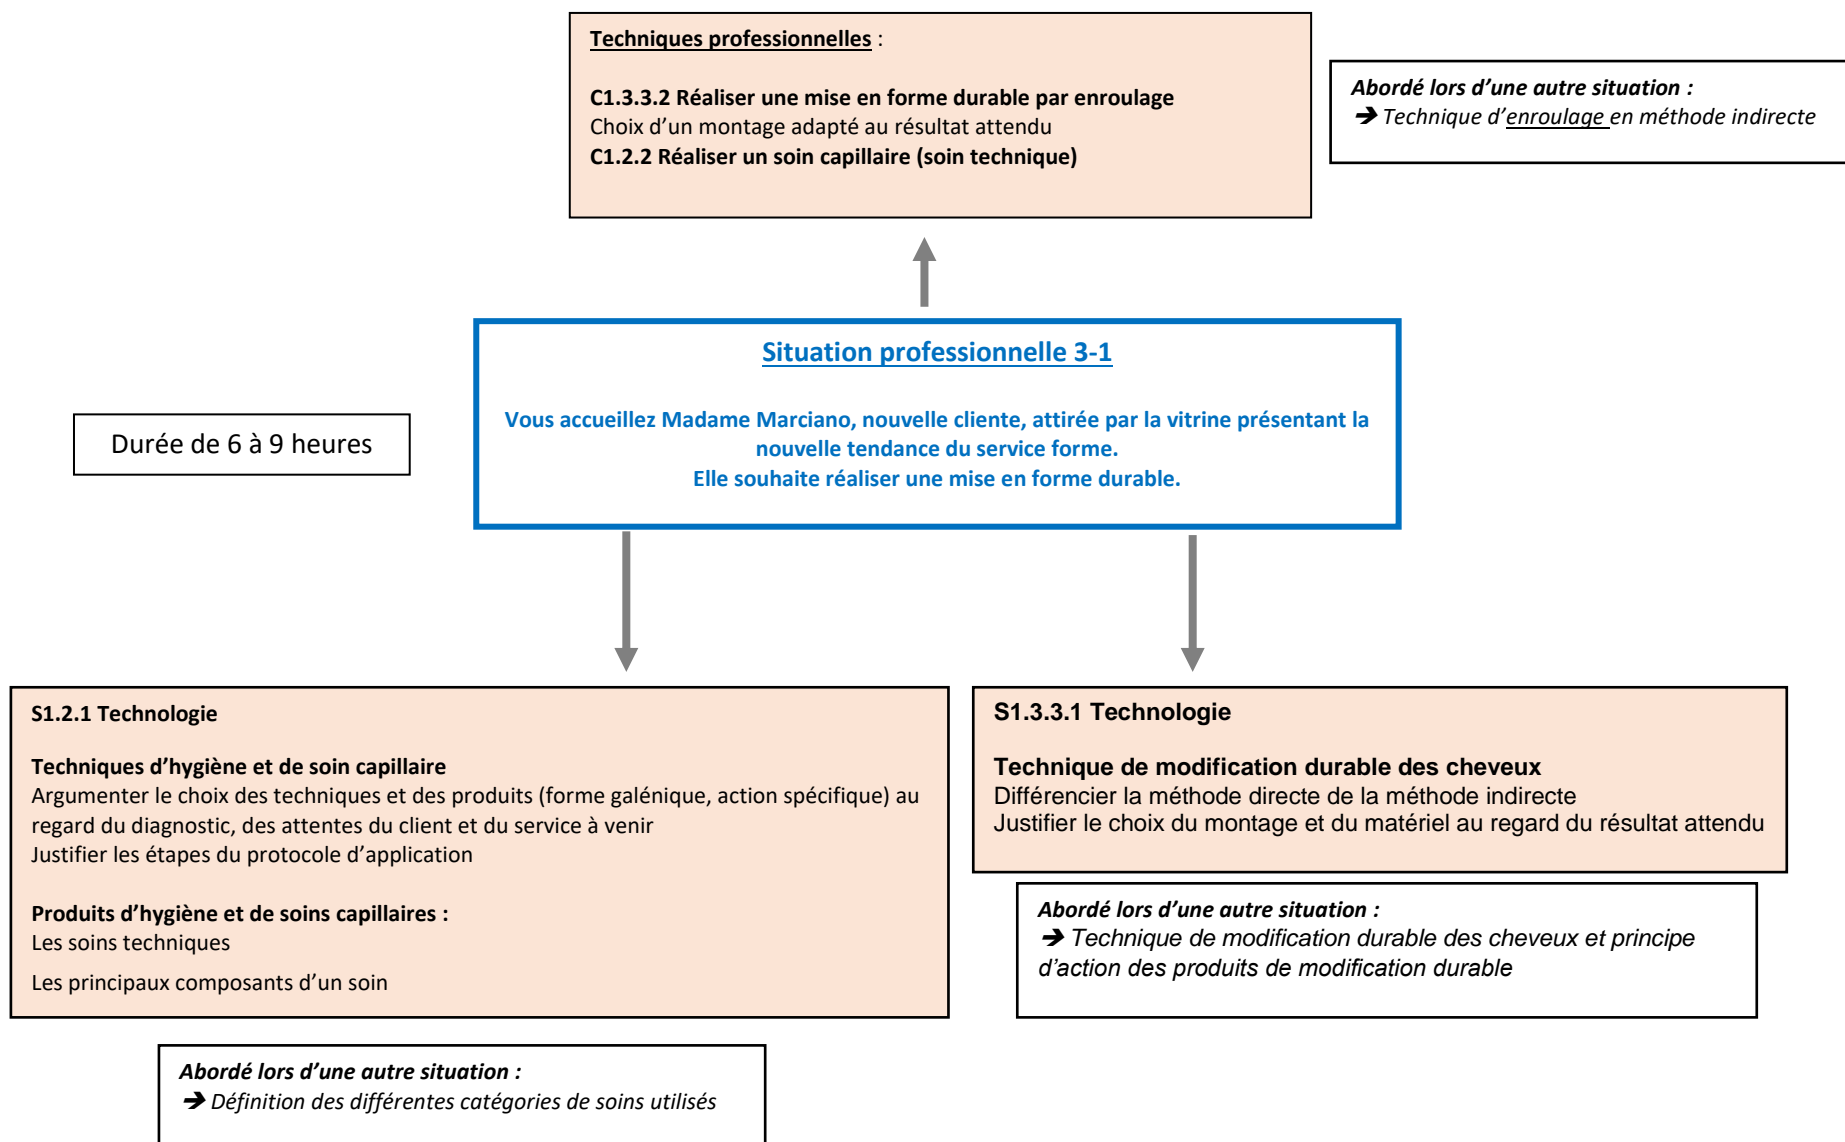 Techniques professionnelles :
C1.3.3.2 Réaliser une mise en forme durable par enroulage
Choix d’un montage adapté au résultat attendu
C1.2.2 Réaliser un soin capillaire (soin technique)
Abordé lors d’une autre situation :
➔ Technique d’enroulage en méthode indirecte
Situation professionnelle 3-1
Vous accueillez Madame Marciano, nouvelle cliente, attirée par la vitrine présentant la
nouvelle tendance du service forme.
Elle souhaite réaliser une mise en forme durable.
Durée de 6 à 9 heures
S1.2.1 Technologie
Techniques d’hygiène et de soin capillaire
Argumenter le choix des techniques et des produits (forme galénique, action spécifique) au
regard du diagnostic, des attentes du client et du service à venir
Justifier les étapes du protocole d’application
Produits d’hygiène et de soins capillaires :
Les soins techniques
Les principaux composants d’un soin
S1.3.3.1 Technologie
Technique de modification durable des cheveux
Différencier la méthode directe de la méthode indirecte
Justifier le choix du montage et du matériel au regard du résultat attendu
Abordé lors d’une autre situation :
➔ Technique de modification durable des cheveux et principe
d’action des produits de modification durable
Abordé lors d’une autre situation :
➔ Définition des différentes catégories de soins utilisés